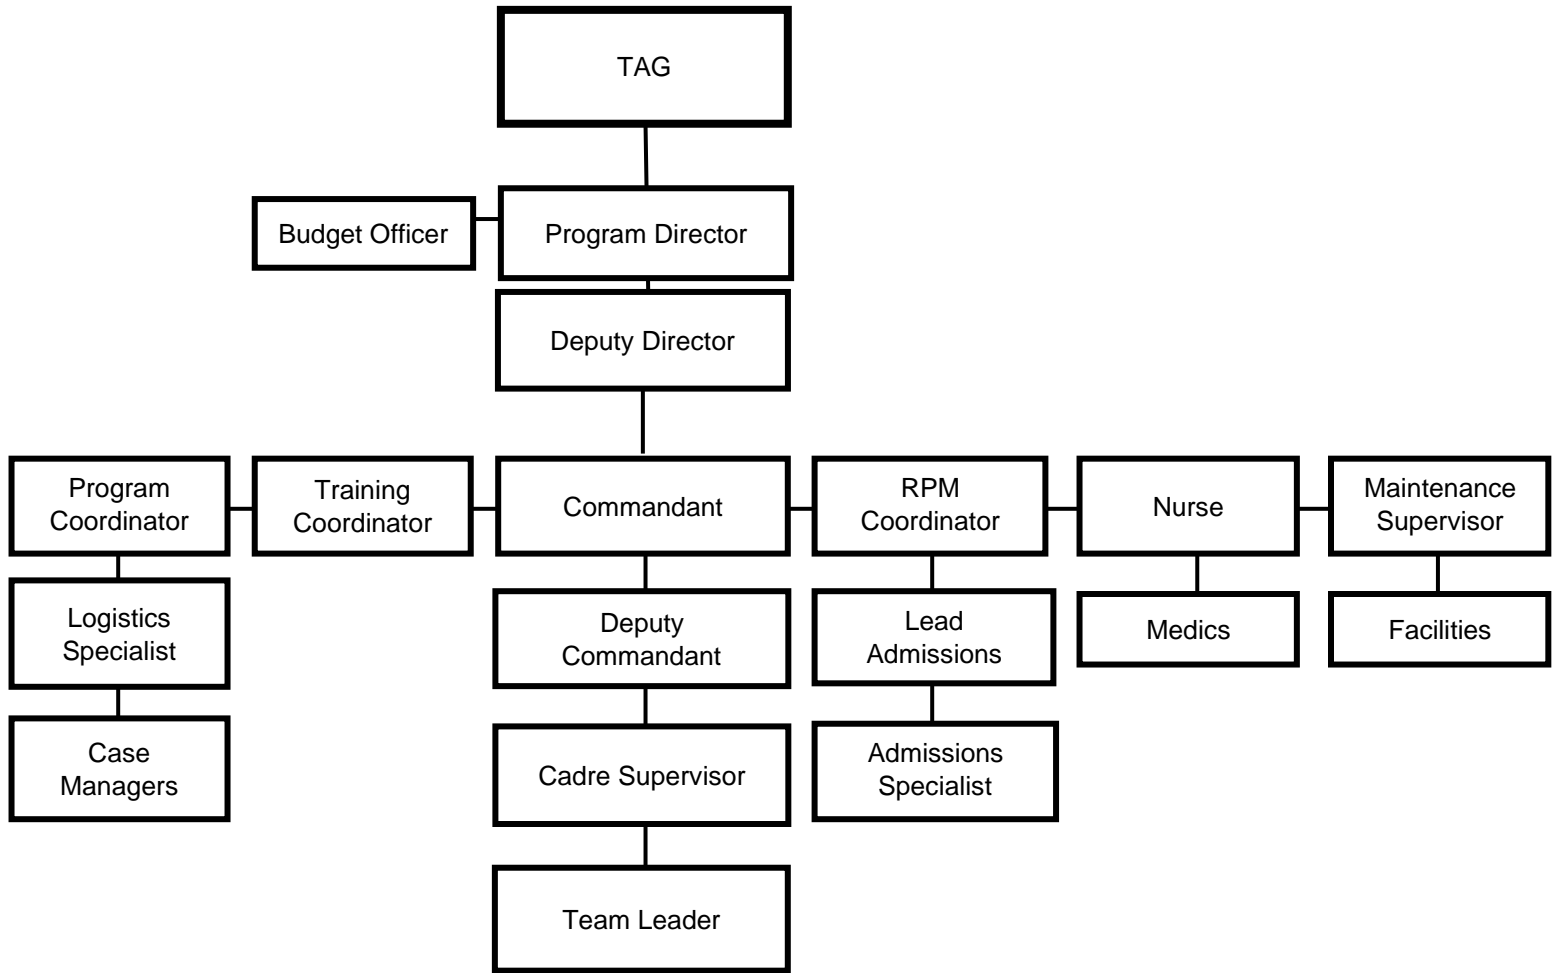 TAG
Budget Officer
Program Director
Deputy Director
Program
Coordinator
Training
Coordinator
Commandant
RPM
Coordinator
Nurse
Maintenance
Supervisor
Logistics
Specialist
Deputy
Commandant
Lead
Admissions
Medics
Facilities
Case
Managers
Cadre Supervisor
Admissions
Specialist
Team Leader